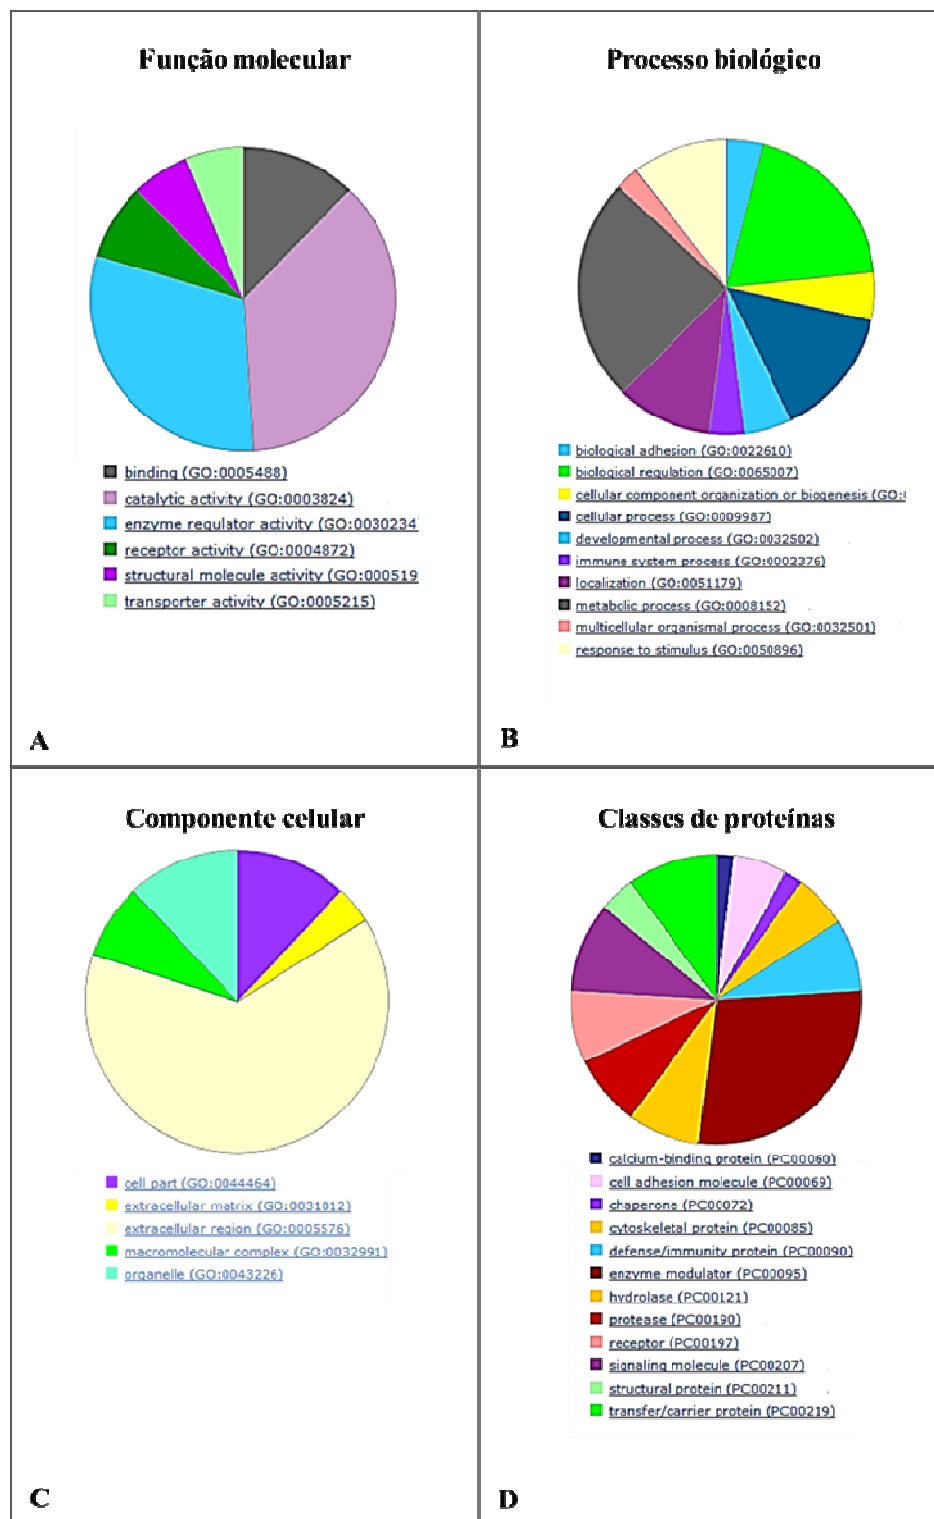 Função molecular
binding (GO:0005488)
catalytic activity (GO:0003824)
enzyme regulator activity (GO:0030234)
receptor activity (GO:0004872)
structural molecule activity (GO:000519
transporter activity (GO:0005215)
A
Processo biológico
biological adhesion (GO:0022610)
biological regulation (GO:0065007)
cellular component organization or biogenesis (GO:
cellular process (GO:0009987)
developmental process (GO:0032502)
immune system process (GO:0002376)
localization (GO:0051179)
metabolic process (GO:0008152)
multicellular organismal process (GO:0032501)
response to stimulus (GO:0050896)
B
Componente celular
cell part (GO:0044464)
extracellular matrix (GO:0031012)
extracellular region (GO:0005576)
macromolecular complex (GO:0032991)
organelle (GO:0043226)
C
Classes de proteínas
calcium-binding protein (PC00060)
cell adhesion molecule (PC00069)
chaperone (PC00072)
cytoskeletal protein (PC00085)
defense/immunity protein (PC00090)
enzyme modulator (PC00095)
hydrolase (PC00121)
protease (PC00190)
receptor (PC00197)
signaling molecule (PC00207)
structural protein (PC00211)
transfer/carrier protein (PC00219)
D